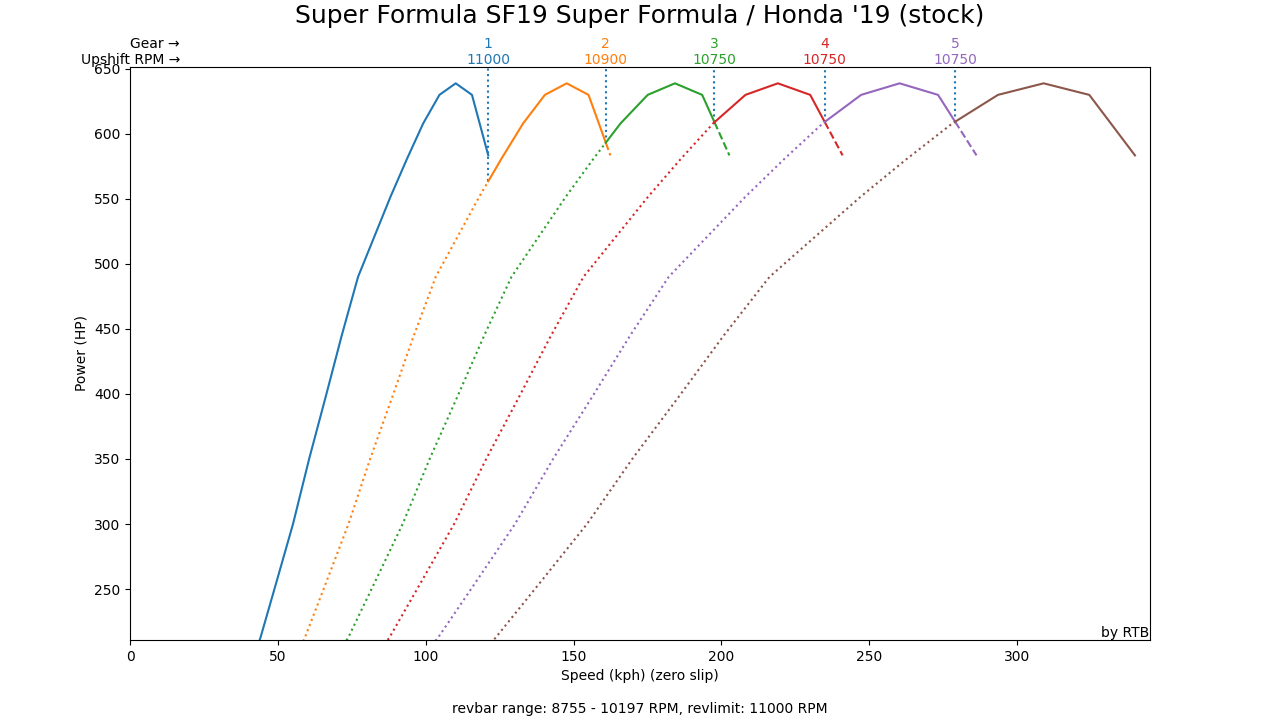 Super Formula SF19 Super Formula / Honda '19 (stock)
Gear → 1 2 3 4 5
Upshift RPM → 11000 10900 10750 10750 10750
650
600
550
500
450
400
350
300
250
Power (HP)
by RTB
0 50 100 150 200 250 300
Speed (kph) (zero slip)
revbar range: 8755 - 10197 RPM, revlimit: 11000 RPM